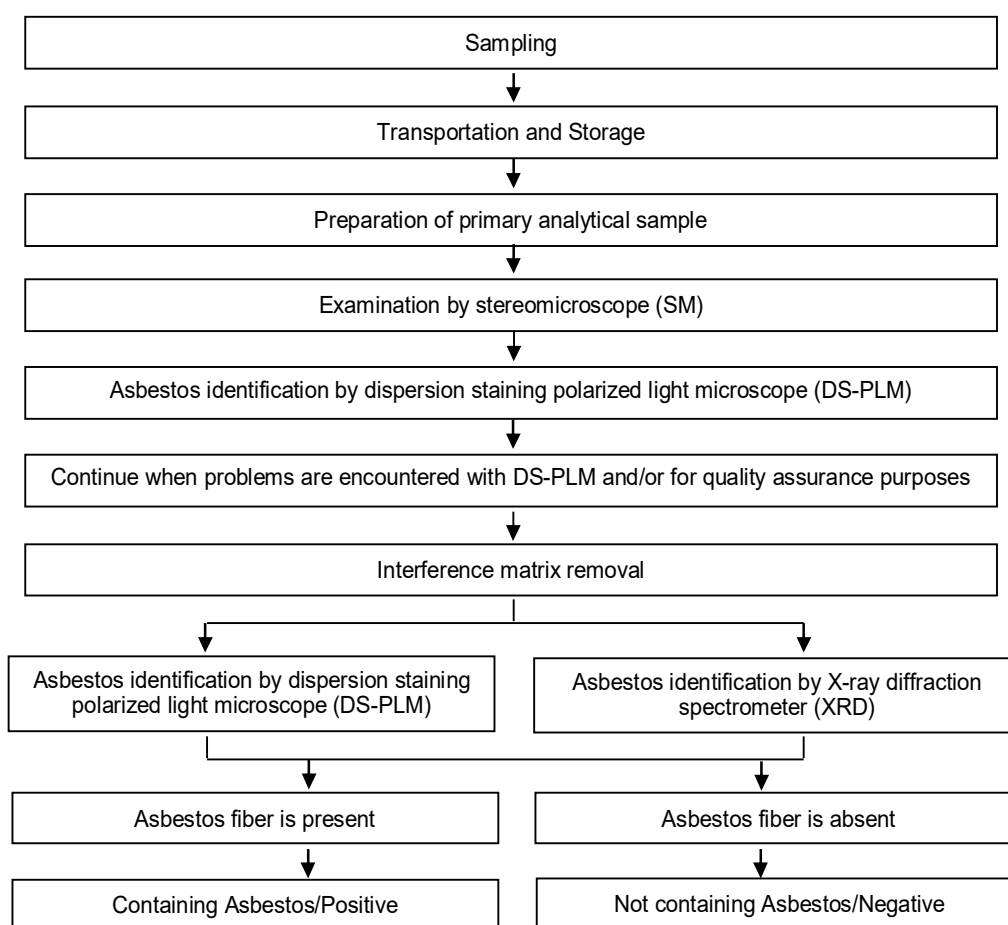 Sampling
Transportation and Storage
Preparation of primary analytical sample
Examination by stereomicroscope (SM)
Asbestos identification by dispersion staining polarized light microscope (DS-PLM)
Continue when problems are encountered with DS-PLM and/or for quality assurance purposes
Interference matrix removal
Asbestos identification by dispersion staining
polarized light microscope (DS-PLM)
Asbestos identification by X-ray diffraction
spectrometer (XRD)
Asbestos fiber is present
Asbestos fiber is absent
Containing Asbestos/Positive
Not containing Asbestos/Negative